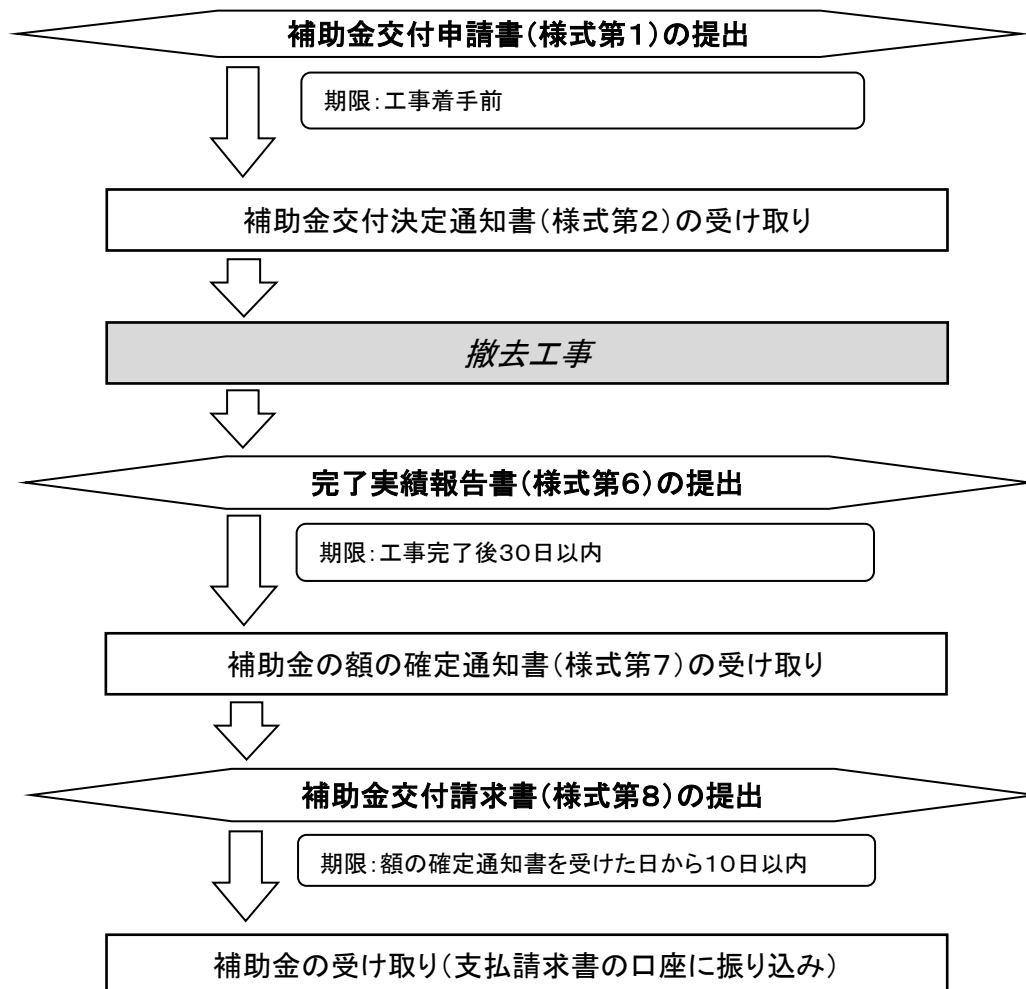 補助金交付申請書(様式第1)の提出
期限:工事着手前
補助金交付決定通知書(様式第2)の受け取り
撤去工事
完了実績報告書(様式第6)の提出
期限:工事完了後30日以内
補助金の額の確定通知書(様式第7)の受け取り
補助金交付請求書(様式第8)の提出
期限:額の確定通知書を受けた日から10日以内
補助金の受け取り(支払請求書の口座に振り込み)